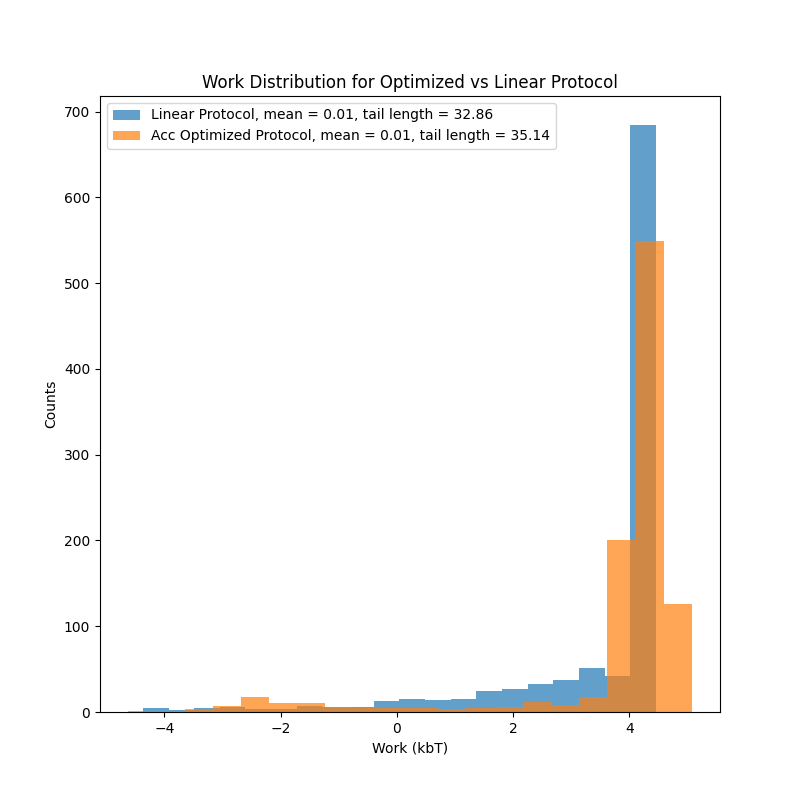 Work Distribution for Optimized vs Linear Protocol
Linear Protocol, mean = 0.01, tail length = 32.86
Acc Optimized Protocol, mean = 0.01, tail length = 35.14
700
600
500
400
300
200
100
0
Counts
−4 −2 0 2 4
Work (kbT)